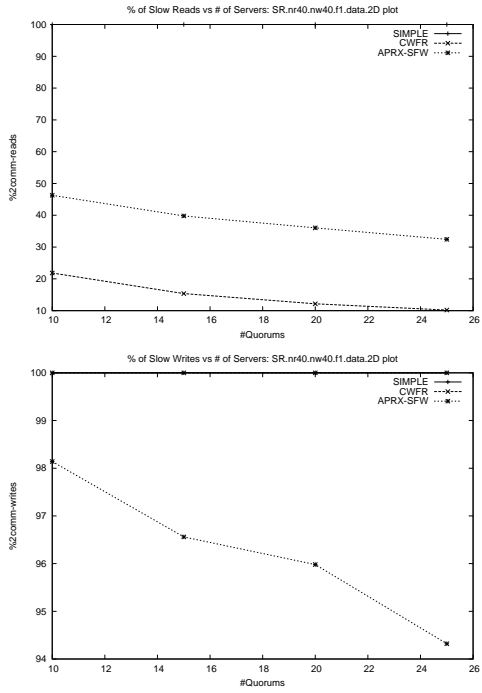 % of Slow Reads vs # of Servers: SR.nr40.nw40.f1.data.2D plot
SIMPLE
CWFR
APRX-SFW
100
90
80
70
60
50
40
30
20
10
%2comm-reads
10 12 14 16 18 20 22 24 26
#Quorums
% of Slow Writes vs # of Servers: SR.nr40.nw40.f1.data.2D plot
SIMPLE
CWFR
APRX-SFW
100
99
98
97
96
95
94
%2comm-writes
10 12 14 16 18 20 22 24 26
#Quorums